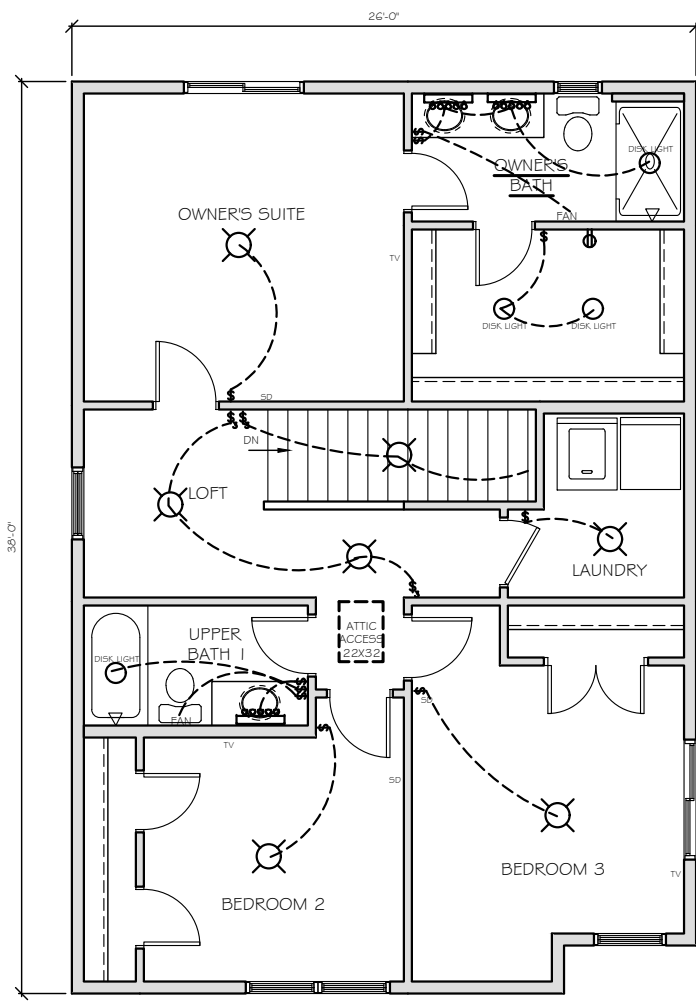 26'-0"
DISK LIGHT
OWNER'S
BATH
OWNER'S SUITE
FAN
TV
DISK LIGHT
DISK LIGHT
SD
DN
LOFT
38'-0"
LAUNDRY
ATTIC
ACCESS
22X32
UPPER
BATH 1
DISK LIGHT
SD
FAN
TV
SD
BEDROOM 3
TV
BEDROOM 2